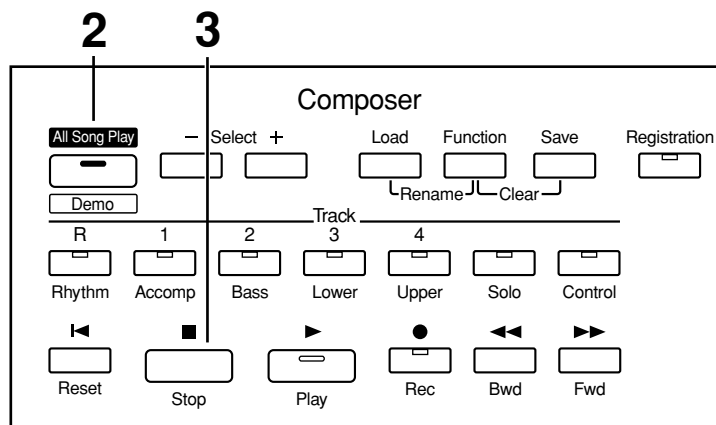 2 3
Composer
All Song Play − Select + Load Function Save Registration
Demo Rename Clear
Track
R 1 2 3 4
Rhythm Accomp Bass Lower Upper Solo Control
Reset Stop Play Rec Bwd Fwd